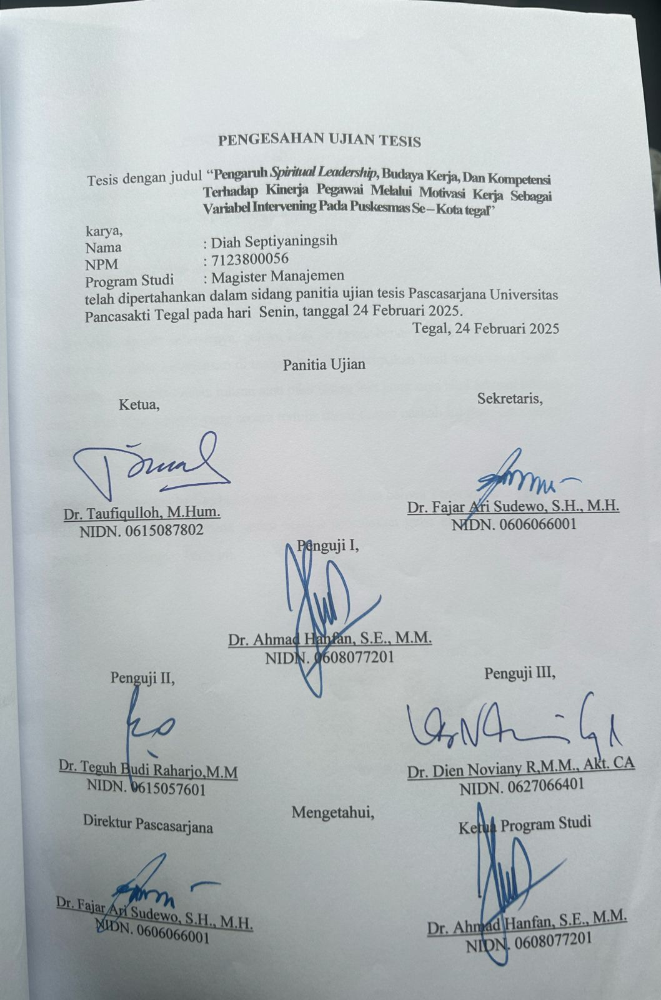 PENGESAHAN UJIAN TESIS
Tesis dengan judul “Pengaruh Spiritual Leadership, Budaya Kerja, Dan Kompetensi
Terhadap Kinerja Pegawai Melalui Motivasi Kerja Sebagai
Variabel Intervening Pada Puskesmas Se–Kota tegal”
karya,
Nama : Diah Septiyaningsih
NPM : 7123800056
Program Studi : Magister Manajemen
telah dipertahankan dalam sidang panitia ujian tesis Pascasarjana Universitas
Pancasakti Tegal pada hari Senin, tanggal 24 Februari 2025.
Tegal, 24 Februari 2025
Panitia Ujian
Ketua, Sekretaris,
Dr. Taufiqulloh, M.Hum. Dr. Fajar Ari Sudewo, S.H., M.H.
NIDN. 0615087802 NIDN. 0606066001
Penguji I,
Dr. Ahmad Hanfan, S.E., M.M.
NIDN. 0608077201
Penguji II, Penguji III,
Dr. Teguh Budi Raharjo,M.M Dr. Dien Noviany R,M.M., Akt. CA
NIDN. 0615057601 NIDN. 0627066401
Mengetahui,
Direktur Pascasarjana Ketua Program Studi
Dr. Fajar Ari Sudewo, S.H., M.H. Dr. Ahmad Hanfan, S.E., M.M.
NIDN. 0606066001 NIDN. 0608077201